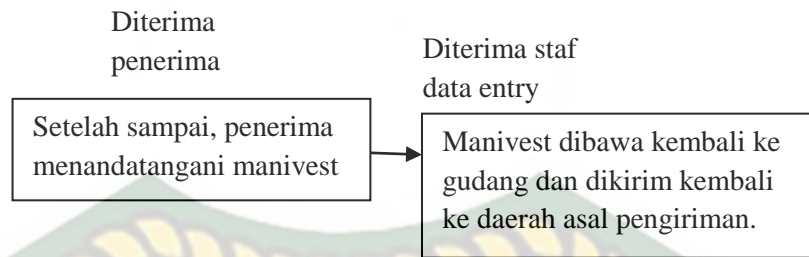 Diterima
penerima
Setelah sampai, penerima
menandatangani manivest
Diterima staf
data entry
Manivest dibawa kembali ke
gudang dan dikirim kembali
ke daerah asal pengiriman.